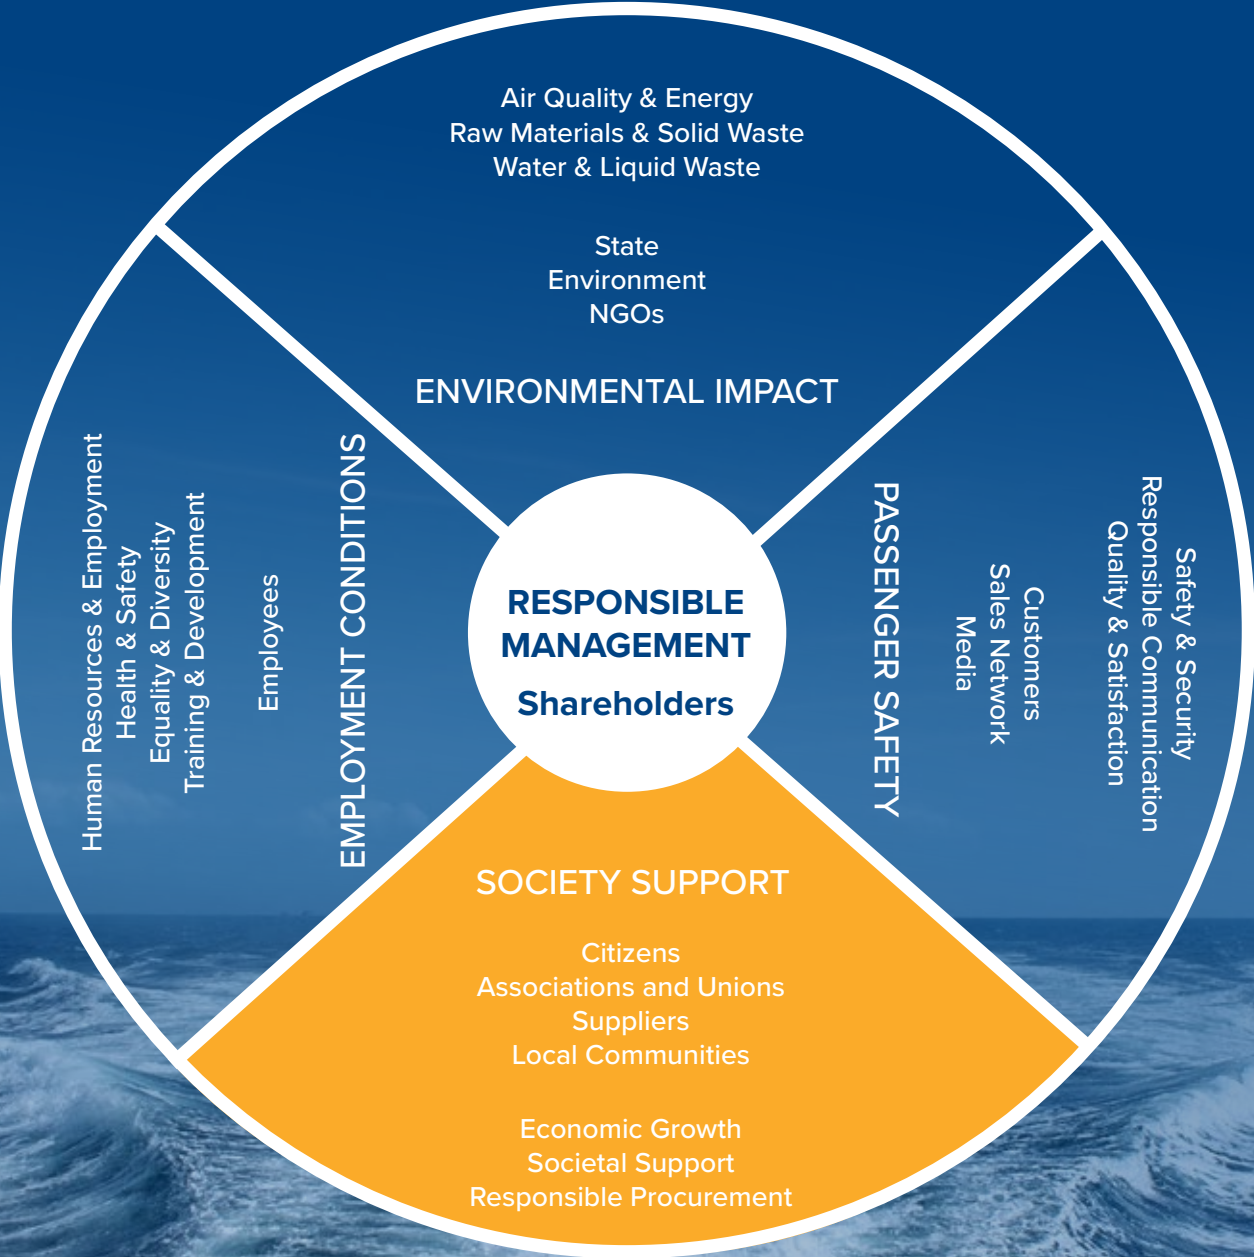 Air Quality & Energy
Raw Materials & Solid Waste
Water & Liquid Waste
State
Environment
NGOs
ENVIRONMENTAL IMPACT
Human Resources & Employment
Health & Safety
Equality & Diversity
Training & Development
Employees
EMPLOYMENT CONDITIONS
RESPONSIBLE
MANAGEMENT
Shareholders
Safety & Security
Responsible Communication
Quality & Satisfaction
Customers
Sales Network
Media
PASSENGER SAFETY
SOCIETY SUPPORT
Citizens
Associations and Unions
Suppliers
Local Communities
Economic Growth
Societal Support
Responsible Procurement